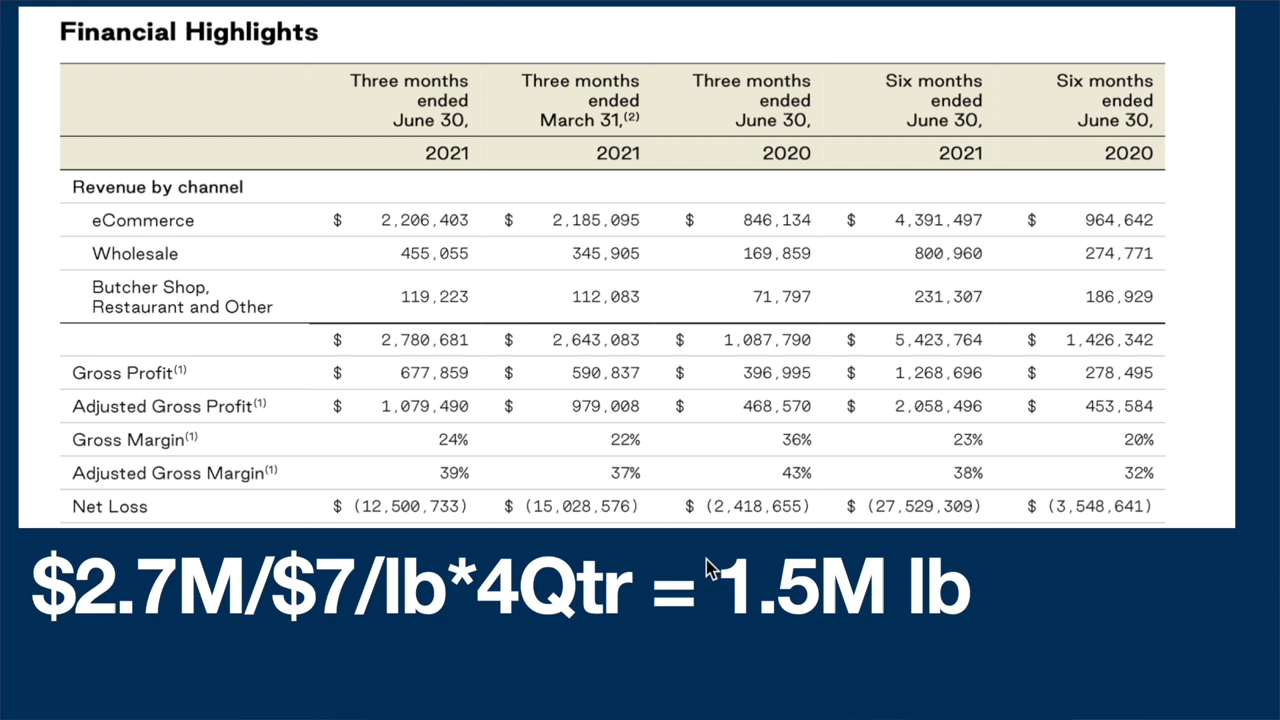 Financial Highlights
Three months ended June 30, Three months ended March 31,(2) Three months ended June 30, Six months ended June 30, Six months ended June 30,
2021 2021 2020 2021 2020
Revenue by channel
eCommerce $ 2,206,403 $ 2,185,095 $ 846,134 $ 4,391,497 $ 964,642
Wholesale 455,055 345,905 169,859 800,960 274,771
Butcher Shop, Restaurant and Other 119,223 112,083 71,797 231,307 186,929
$ 2,780,681 $ 2,643,083 $ 1,087,790 $ 5,423,764 $ 1,426,342
Gross Profit(1) $ 677,859 $ 590,837 $ 396,995 $ 1,268,696 $ 278,495
Adjusted Gross Profit(1) $ 1,079,490 $ 979,008 $ 468,570 $ 2,058,496 $ 453,584
Gross Margin(1) 24% 22% 36% 23% 20%
Adjusted Gross Margin(1) 39% 37% 43% 38% 32%
Net Loss $ (12,500,733) $ (15,028,576) $ (2,418,655) $ (27,529,309) $ (3,548,641)
$2.7M/$7/lb*4Qtr = 1.5M lb